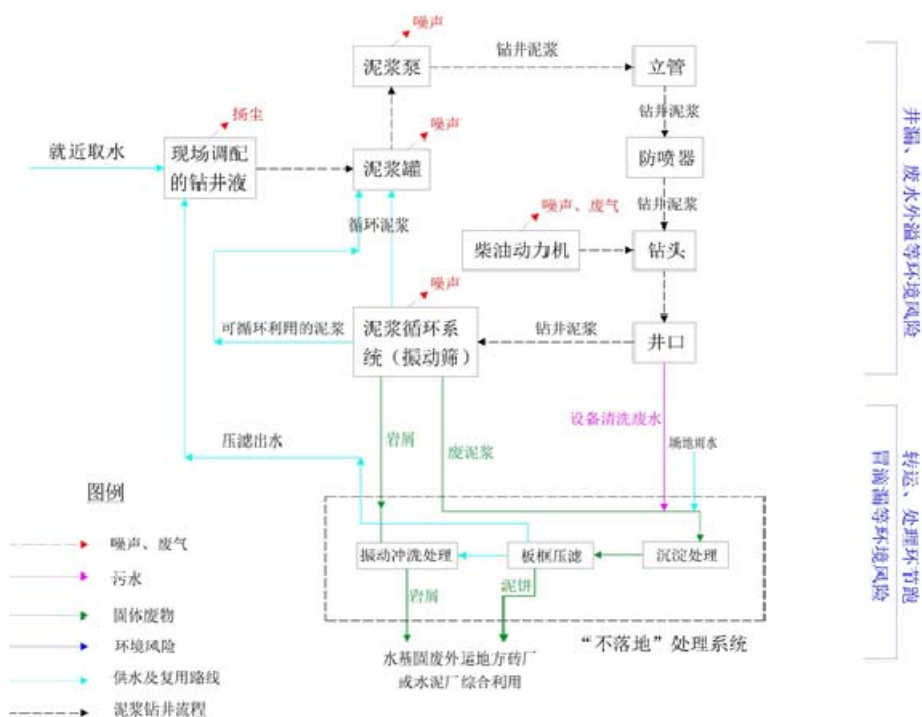 噪声
泥浆泵
钻井泥浆
立管
扬尘
噪声
钻井泥浆
就近取水
现场调配
的钻井液
泥浆罐
防喷器
井漏、废水外溢等环境风险
循环泥浆
噪声、废气
钻井泥浆
柴油动力机
钻头
噪声
可循环利用的泥浆
泥浆循环系
统（振动筛）
钻井泥浆
井口
设备清洗废水
压滤出水
岩屑
废泥浆
场地雨水
转运、处理环节跑
冒滴漏等环境风险
图例
噪声、废气
振动冲洗处理
板框压滤
沉淀处理
污水
岩屑
泥饼
固体废物
“不落地”处理系统
环境风险
水基固废外运地方砖厂
或水泥厂综合利用
供水及复用路线
泥浆钻井流程